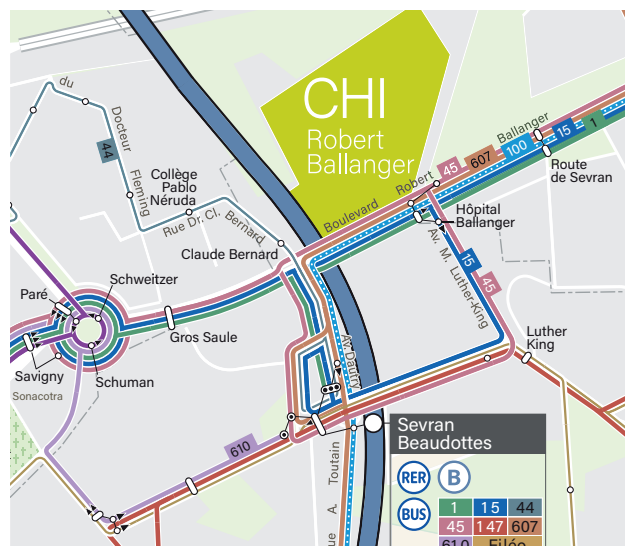 du
Docteur
Fleming
44
CHI
Robert
Ballanger
Ballanger
45
607
100
15
1
Route
de Sevran
Collège
Pablo
Néruda
Rue Dr. Cl. Bernard
Claude Bernard
Boulevard
Robert
Hôpital
Ballanger
Av. M. Luther-King
15
45
Schweitzer
Paré
Gros Saule
Savigny
Schuman
Sonacotra
Luther
King
Av. Dautry
610
Toutain
A.
ue
Sevran
Beaudottes
RER
B
BUS
1
15
44
45
147
607
610
Filéo